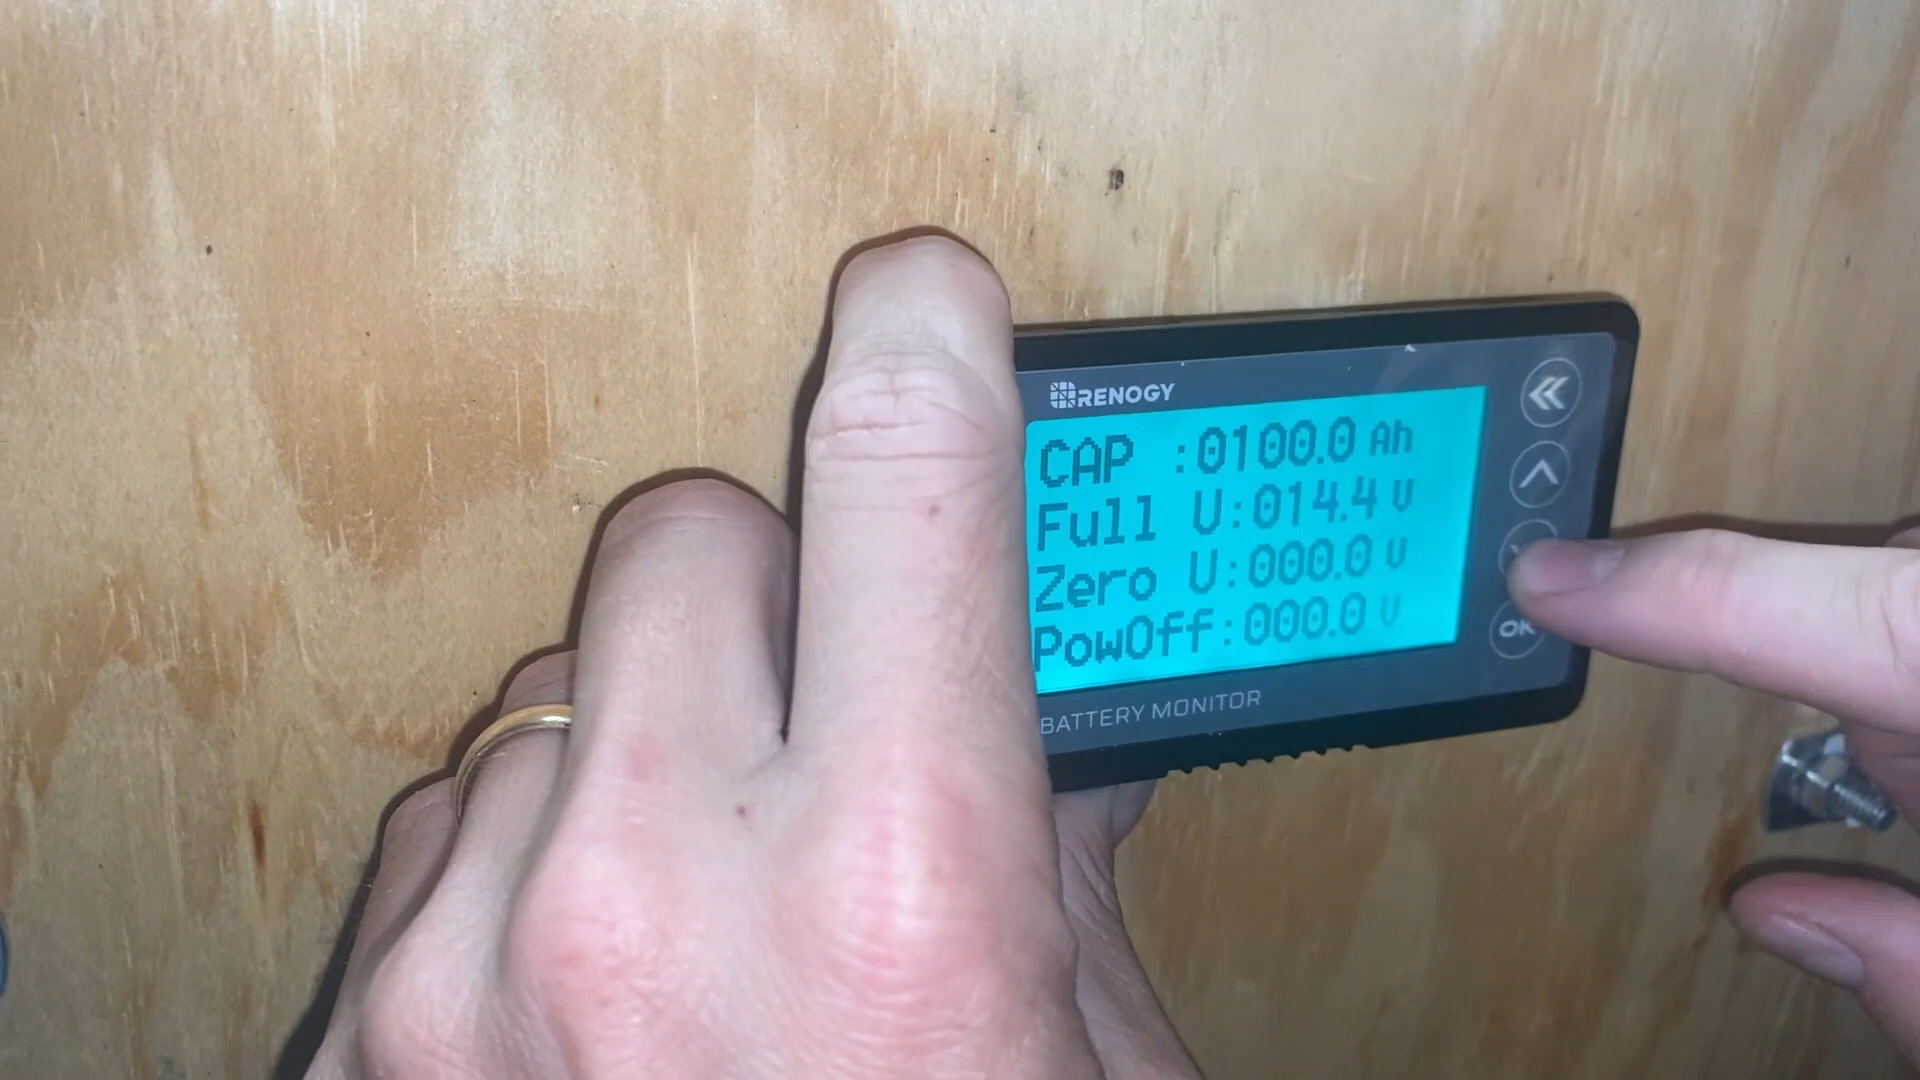 RENOGY
CAP :0100.0 Ah
Full U:014.4 V
Zero U:000.0 V
PowOff:000.0 V
OK
BATTERY MONITOR